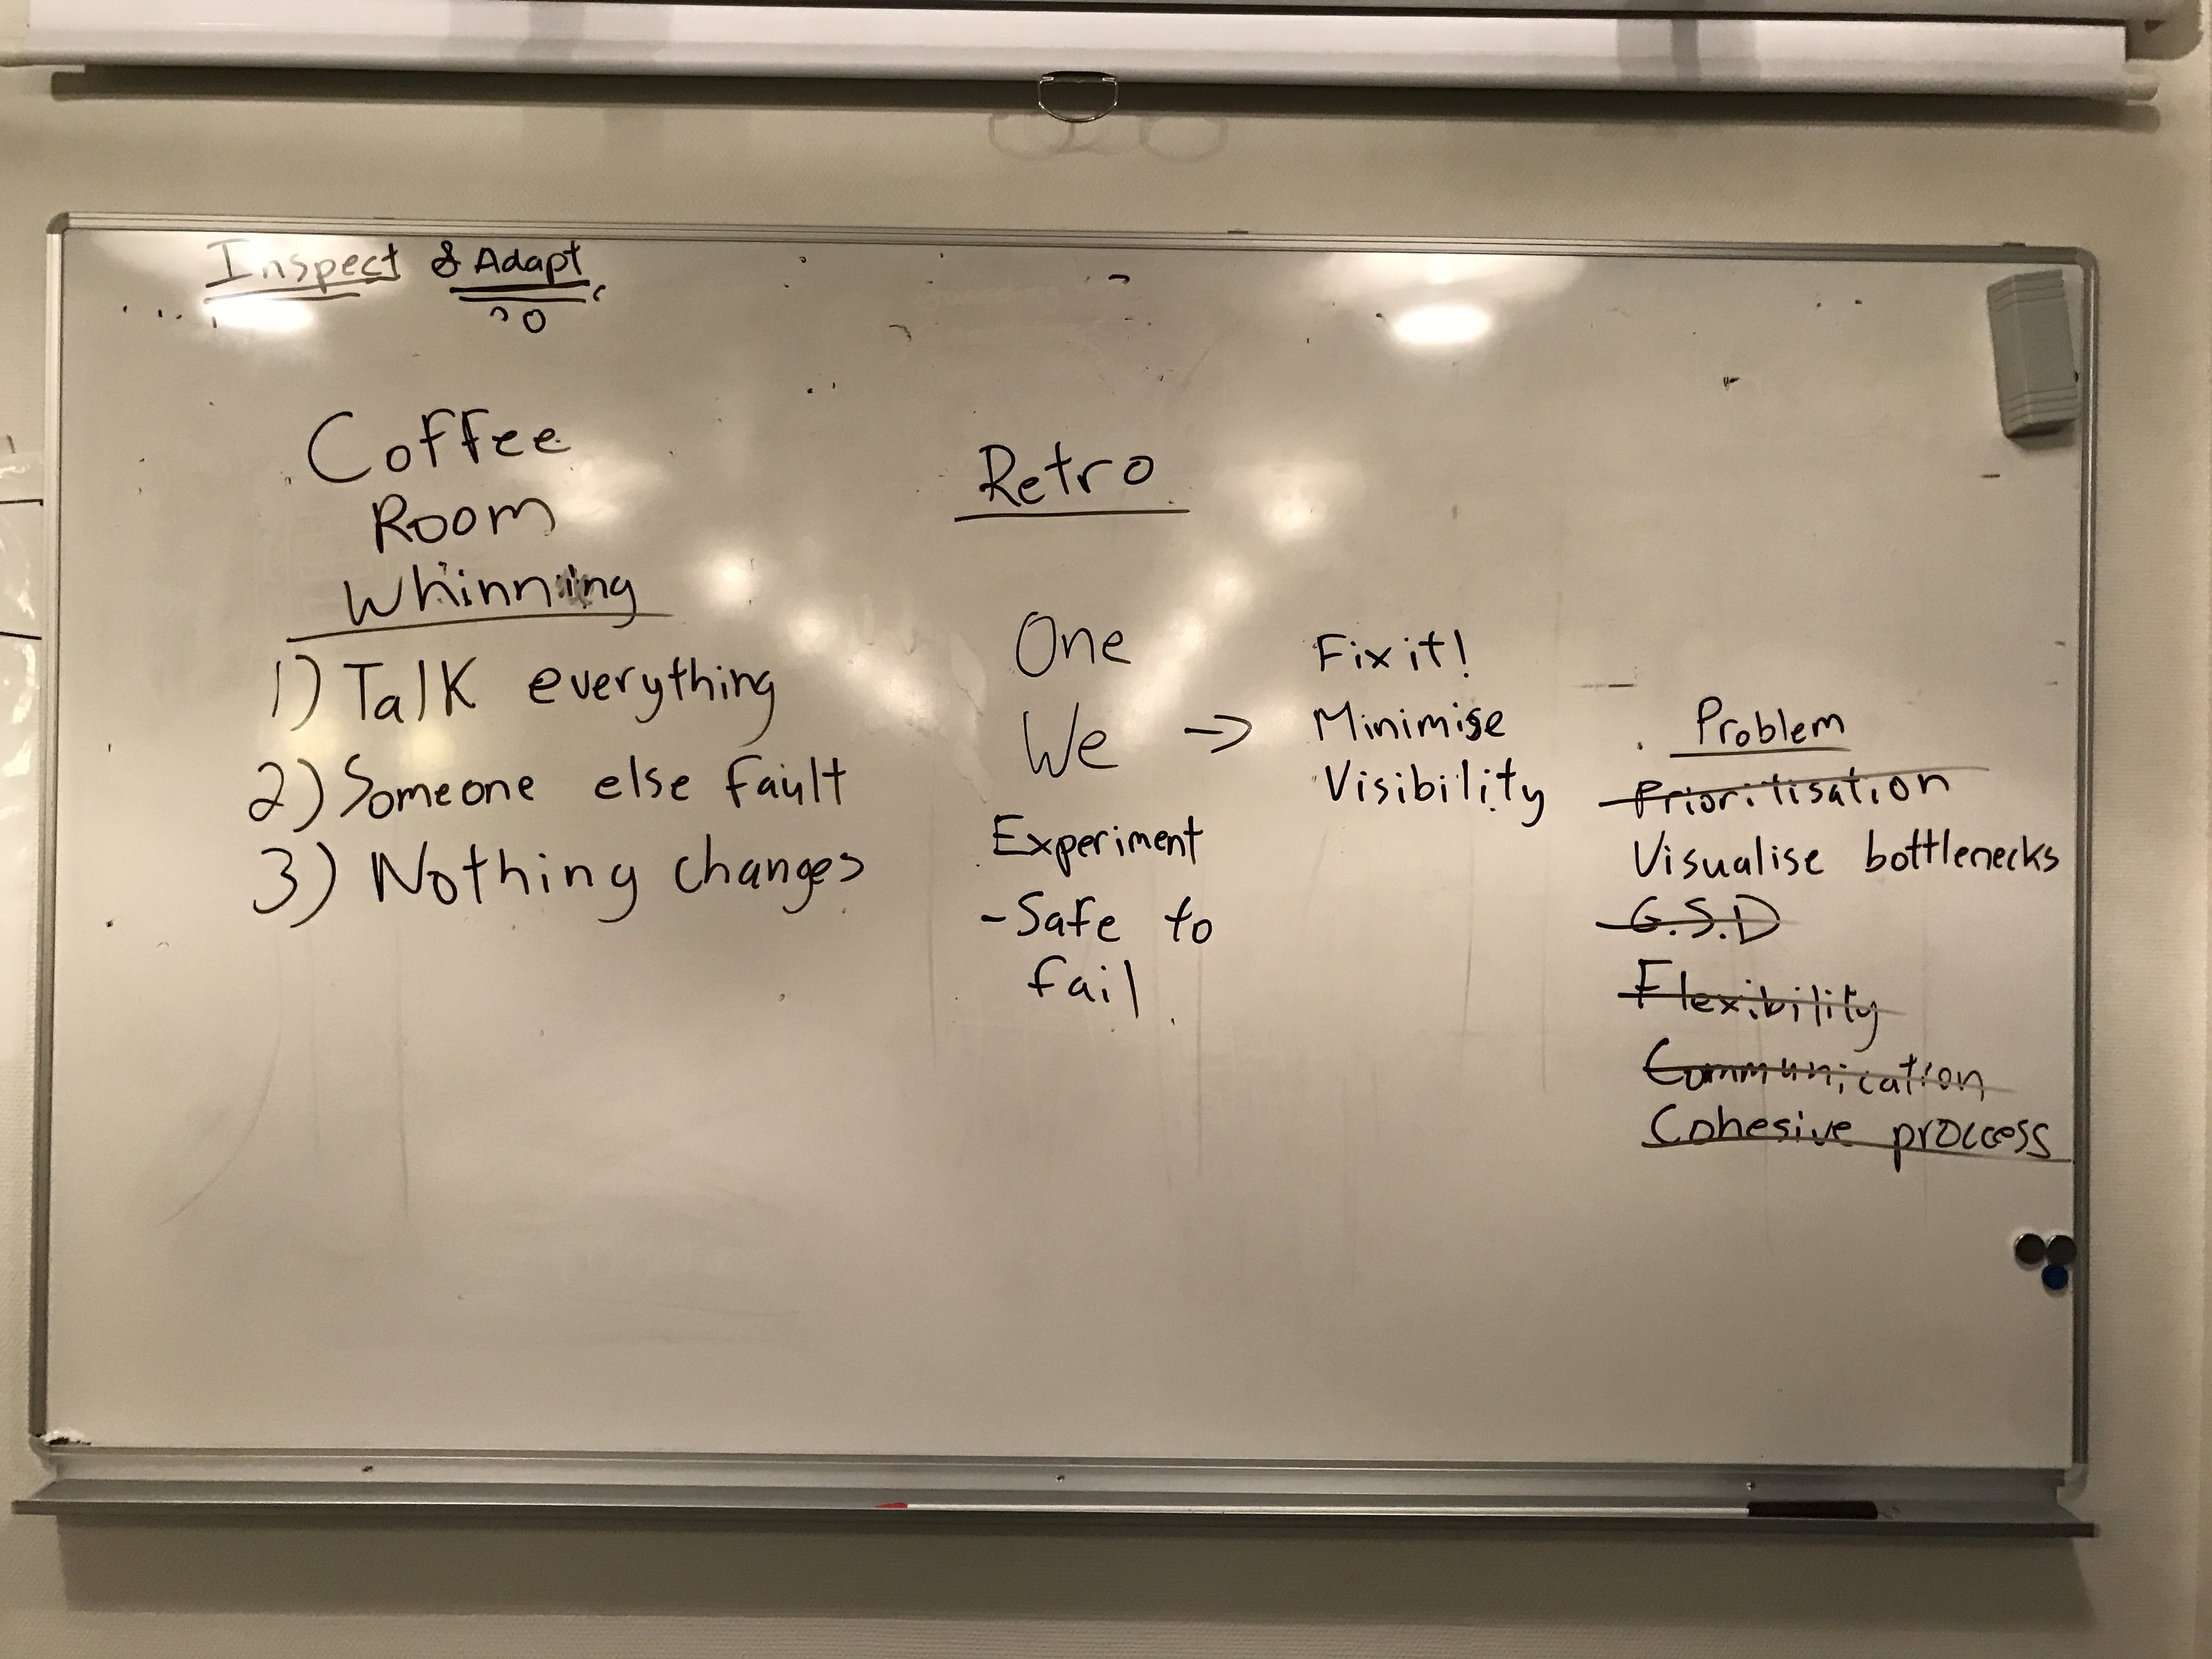 Inspect & Adapt
Coffee
Room
Whinning
1) Talk everything
2) Someone else fault
3) Nothing changes
Retro
One
We →
Experiment
- Safe to
fail
Fix it!
Minimise
Visibility
Problem
Prioritisation
Visualise bottlenecks
G.S.D
Flexibility
Communication
Cohesive proccess